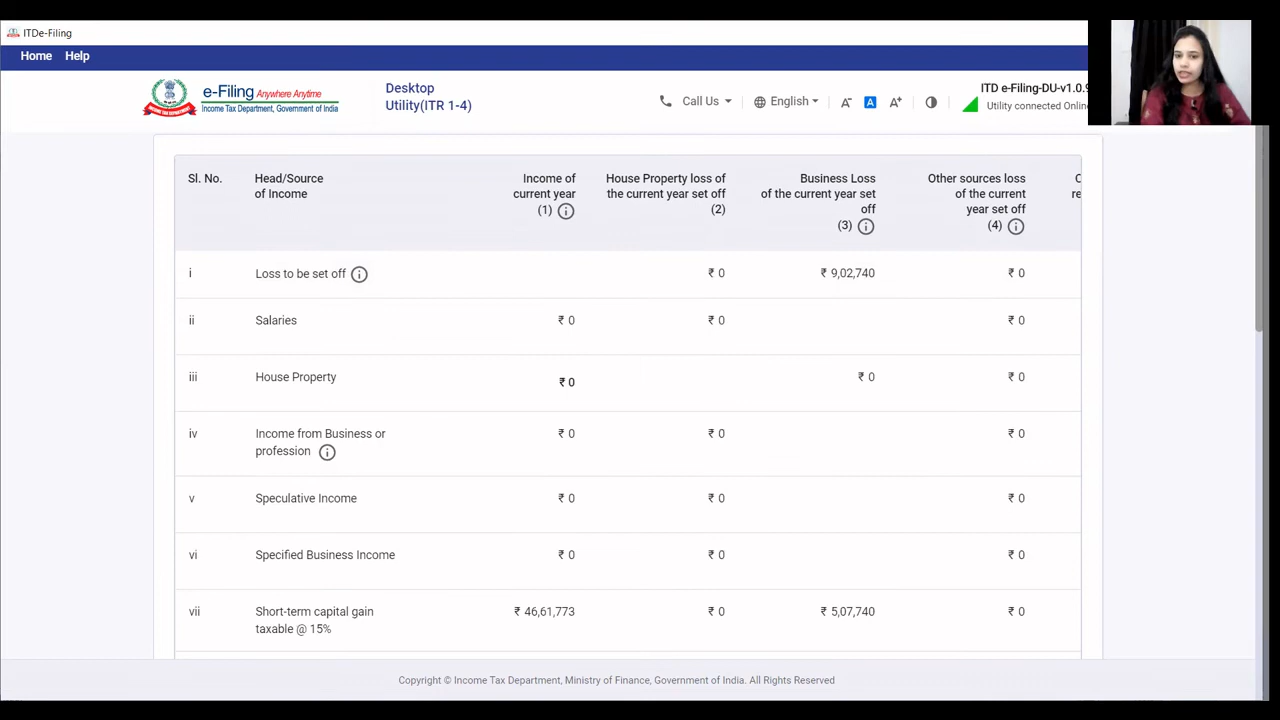 ITDe-Filing
Home Help
e-Filing Anywhere Anytime
Income Tax Department, Government of India
Desktop
Utility(ITR 1-4)
Call Us
English
A- A A+
ITD e-Filing-DU-v1.0.9
Utility connected Online
Sl. No.
Head/Source
of Income
Income of
current year
(1)
House Property loss of
the current year set off
(2)
Business Loss
of the current year set
off
(3)
Other sources loss
of the current
year set off
(4)
i Loss to be set off ₹ 0 ₹ 9,02,740 ₹ 0
ii Salaries ₹ 0 ₹ 0 ₹ 0
iii House Property ₹ 0 ₹ 0 ₹ 0
iv Income from Business or
profession ₹ 0 ₹ 0 ₹ 0
v Speculative Income ₹ 0 ₹ 0 ₹ 0
vi Specified Business Income ₹ 0 ₹ 0 ₹ 0
vii Short-term capital gain
taxable @ 15% ₹ 46,61,773 ₹ 0 ₹ 5,07,740 ₹ 0
Copyright © Income Tax Department, Ministry of Finance, Government of India. All Rights Reserved